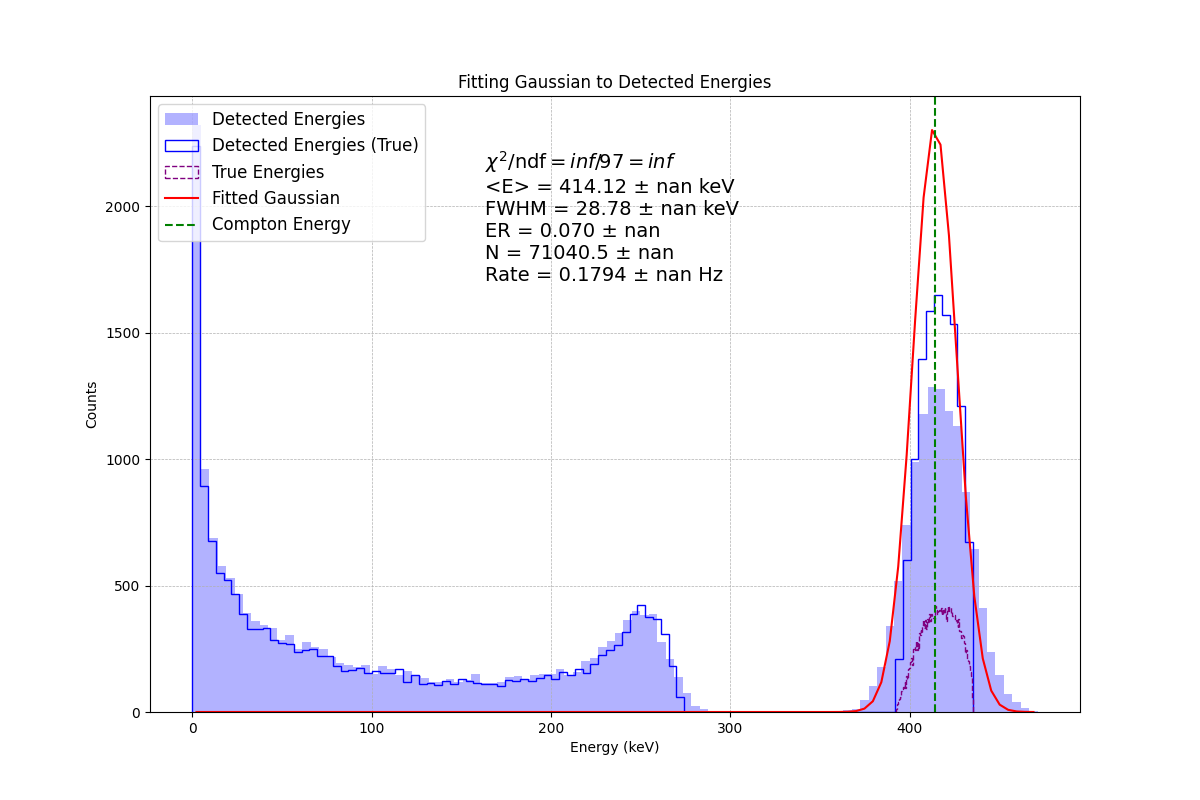 Fitting Gaussian to Detected Energies
Detected Energies
Detected Energies (True)
True Energies
Fitted Gaussian
Compton Energy
χ²/ndf = inf/97 = inf
<E> = 414.12 ± nan keV
FWHM = 28.78 ± nan keV
ER = 0.070 ± nan
N = 71040.5 ± nan
Rate = 0.1794 ± nan Hz
Counts
2000
1500
1000
500
0
0 100 200 300 400
Energy (keV)